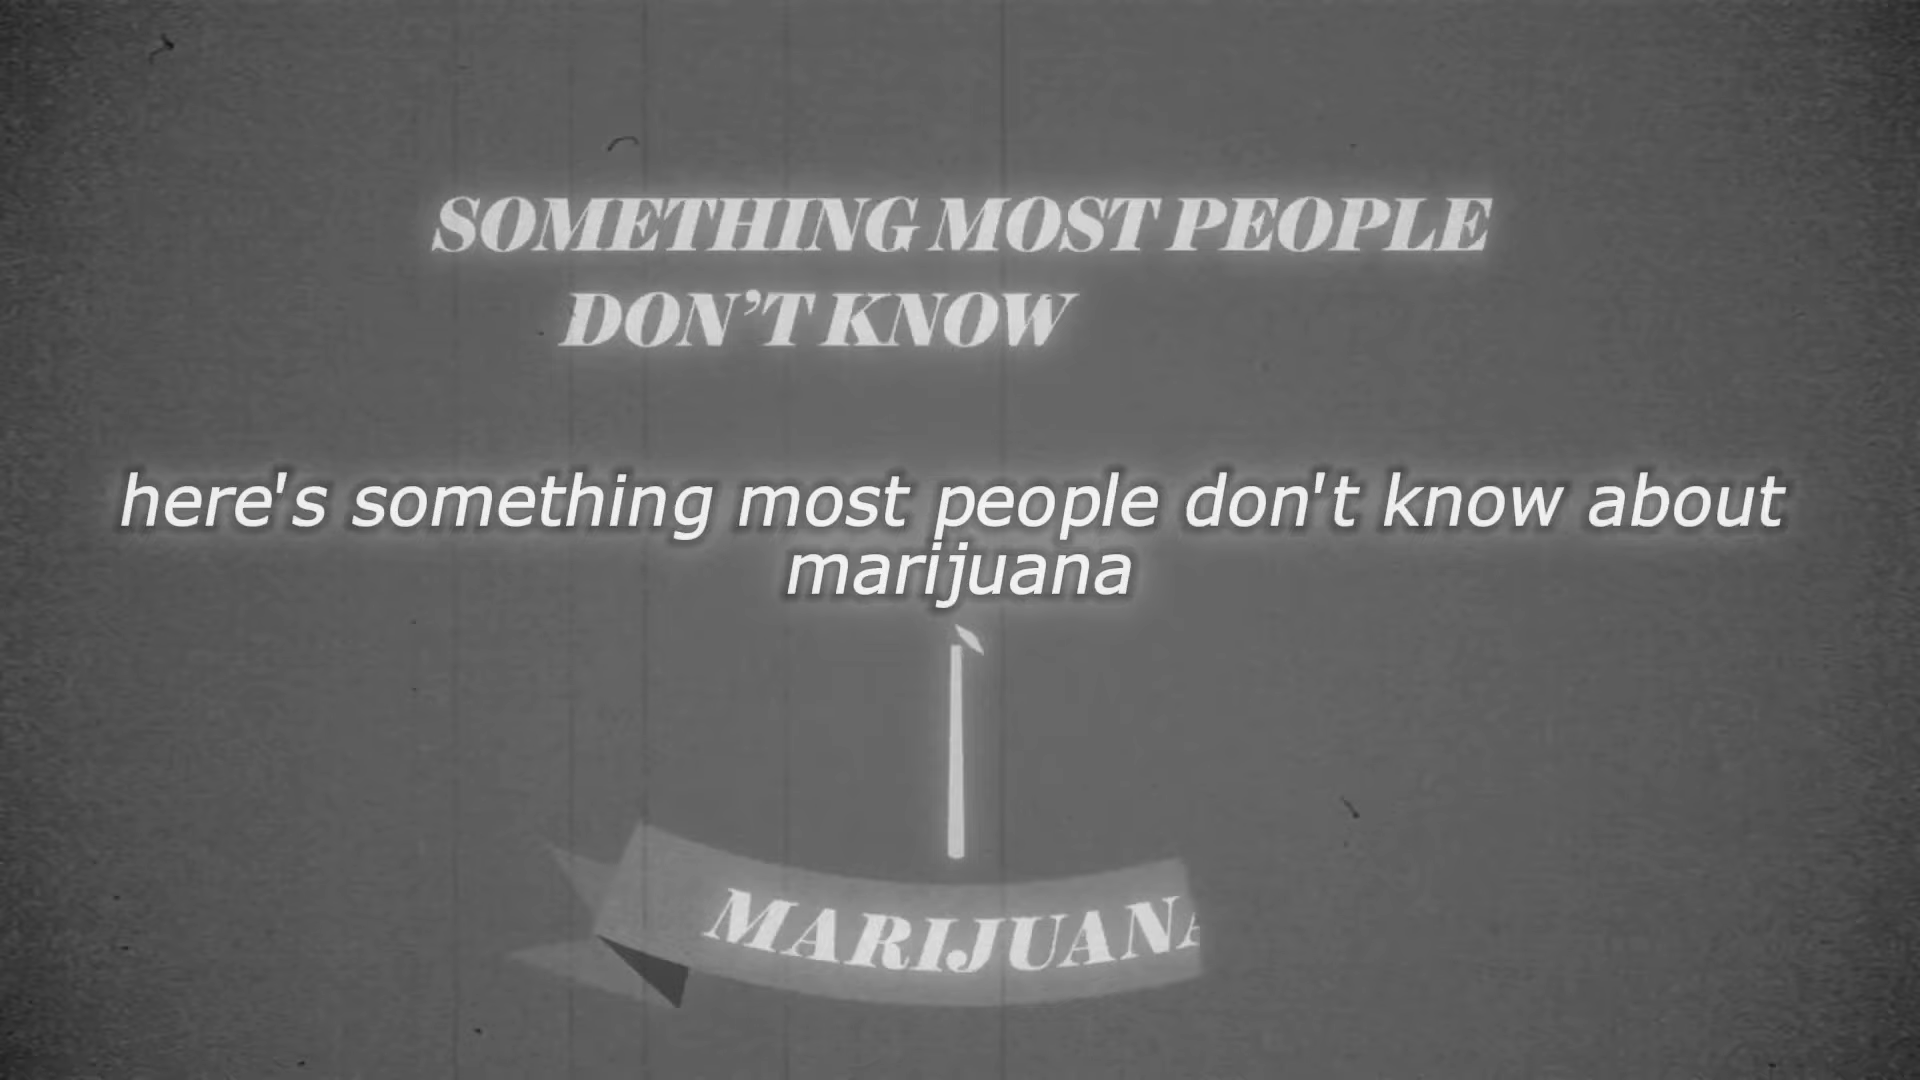 SOMETHING MOST PEOPLE
DON'T KNOW
here's something most people don't know about
marijuana
MARIJUANA